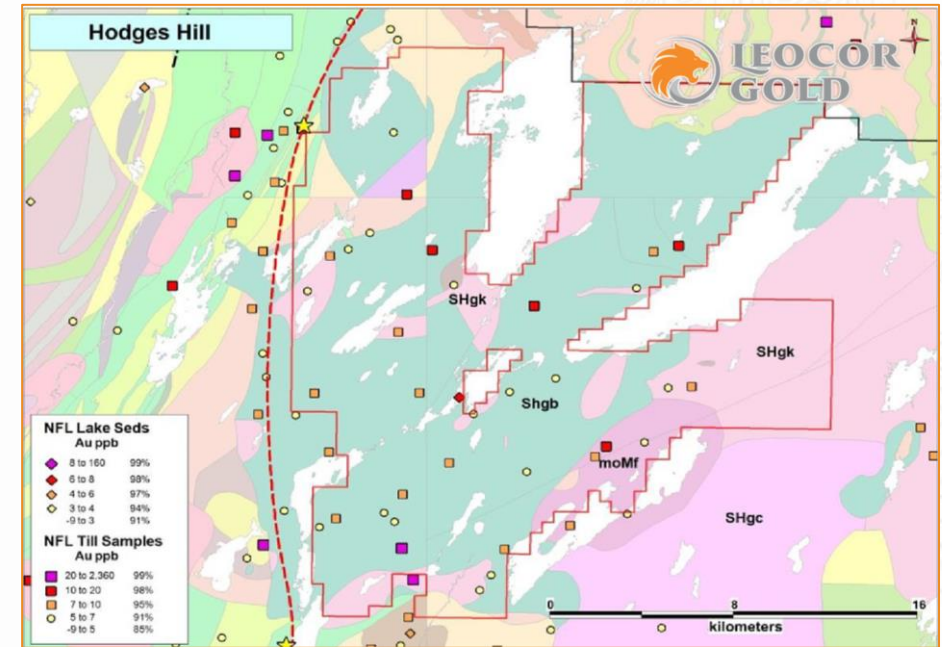 Hodges Hill
N
LEOCOR
GOLD
SHgk
SHgk
Shgb
moMf
SHgc
NFL Lake Seds
Au ppb
8 to 160 99%
6 to 8 98%
4 to 6 97%
3 to 4 94%
-9 to 3 91%
NFL Till Samples
Au ppb
20 to 2,360 99%
10 to 20 98%
7 to 10 95%
5 to 7 91%
-9 to 5 85%
0 8 16
kilometers